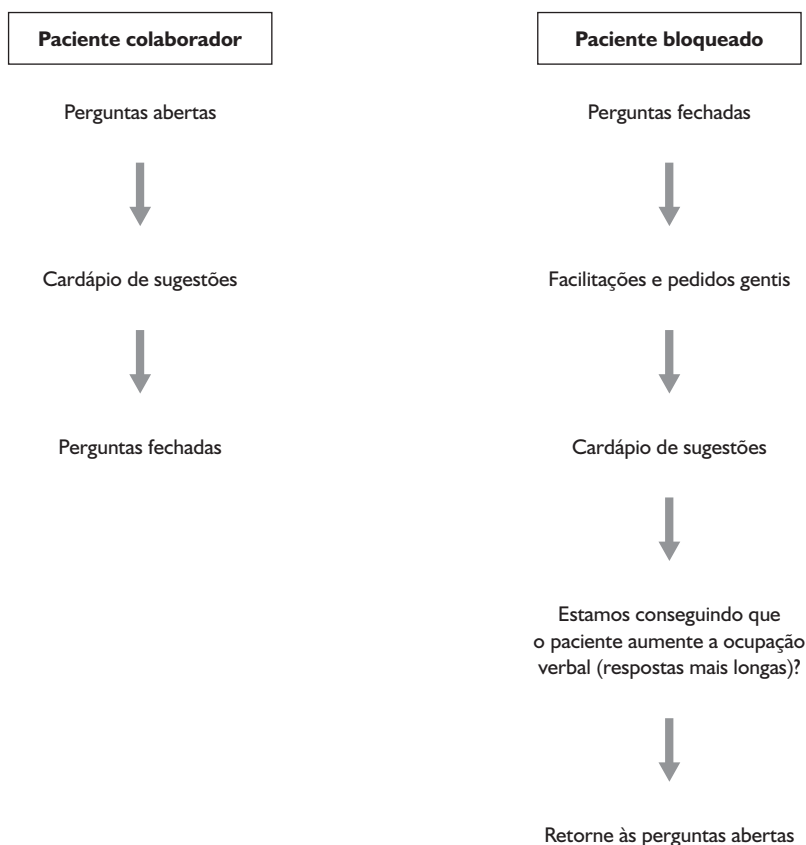 Paciente colaborador
Perguntas abertas
Cardápio de sugestões
Perguntas fechadas
Paciente bloqueado
Perguntas fechadas
Facilitações e pedidos gentis
Cardápio de sugestões
Estamos conseguindo que
o paciente aumente a ocupação
verbal (respostas mais longas)?
Retorne às perguntas abertas